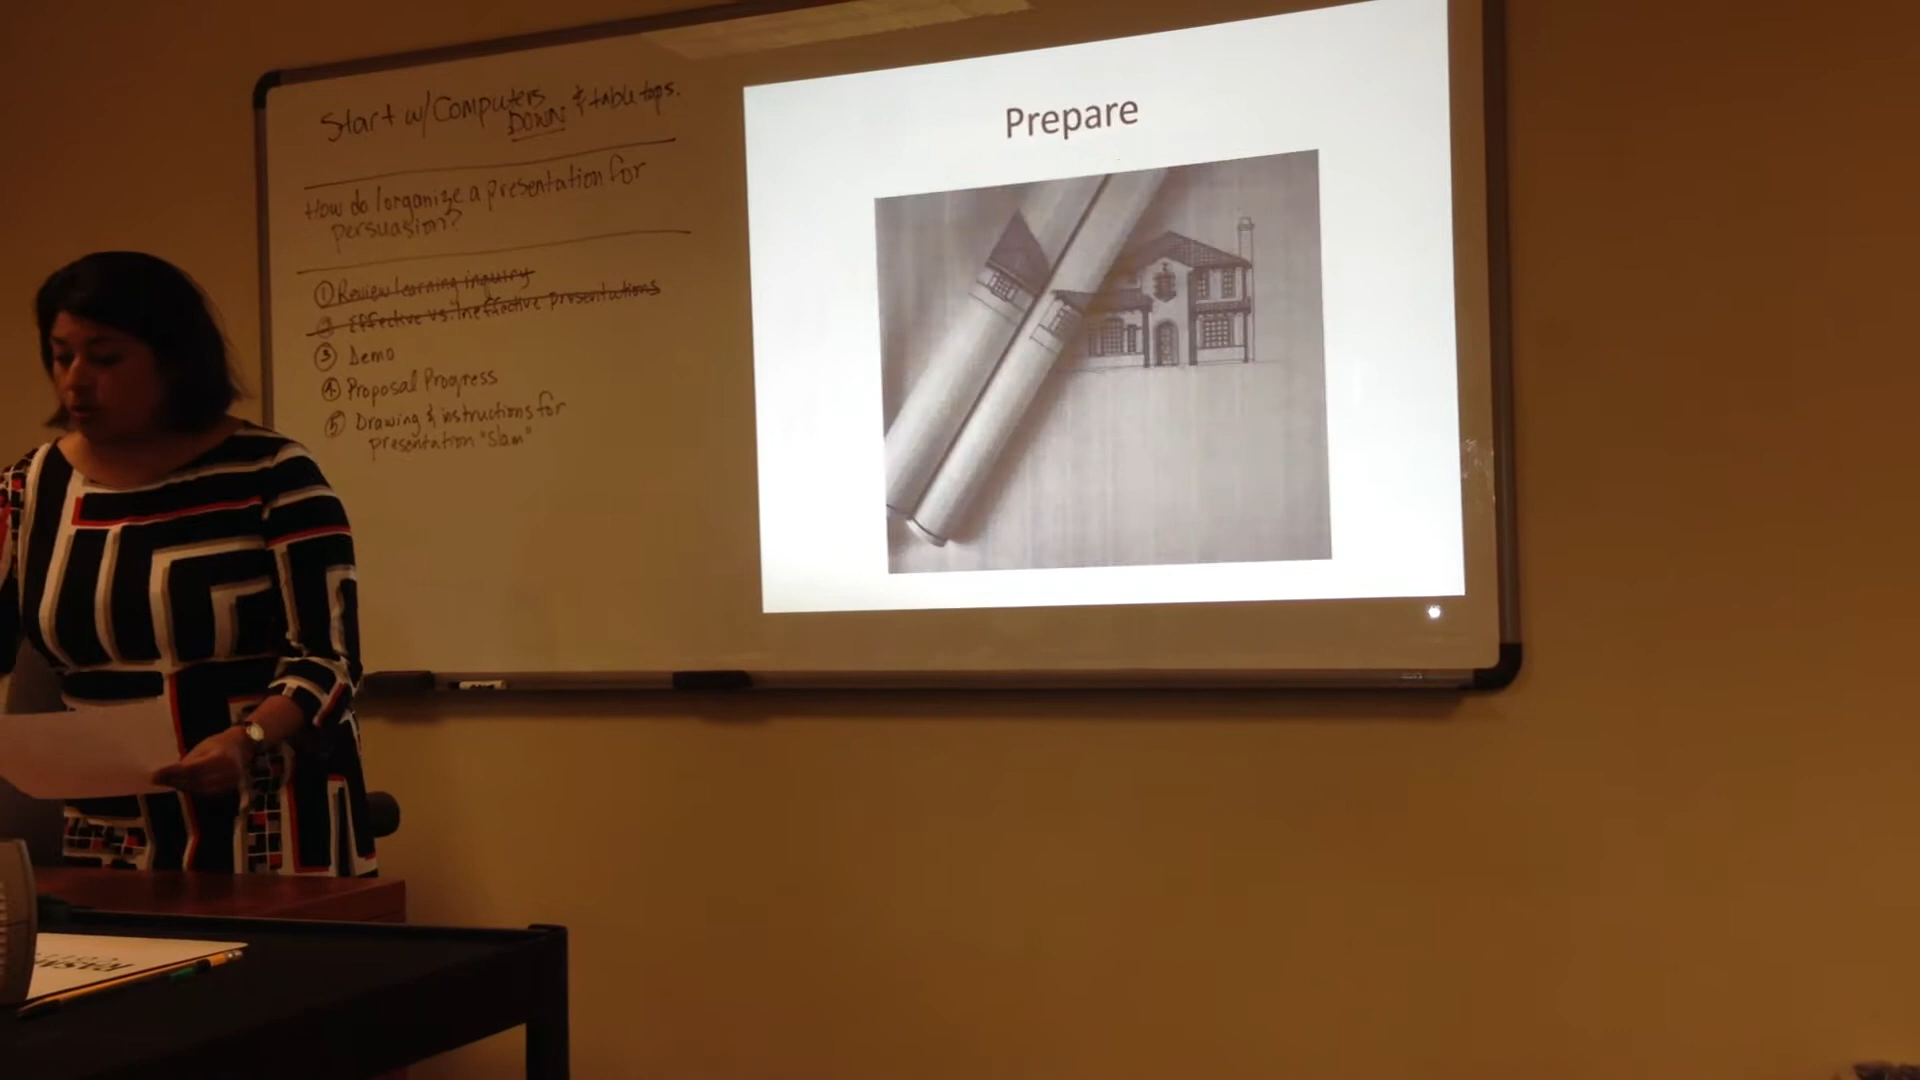 Start w/Computers & table tops.
DOWN
How do I organize a presentation for
persuasion?
① Review learning inquiry
② Effective vs. Ineffective presentations
③ Demo
④ Proposal Progress
⑤ Drawing & instructions for
presentation "Slam"
Prepare